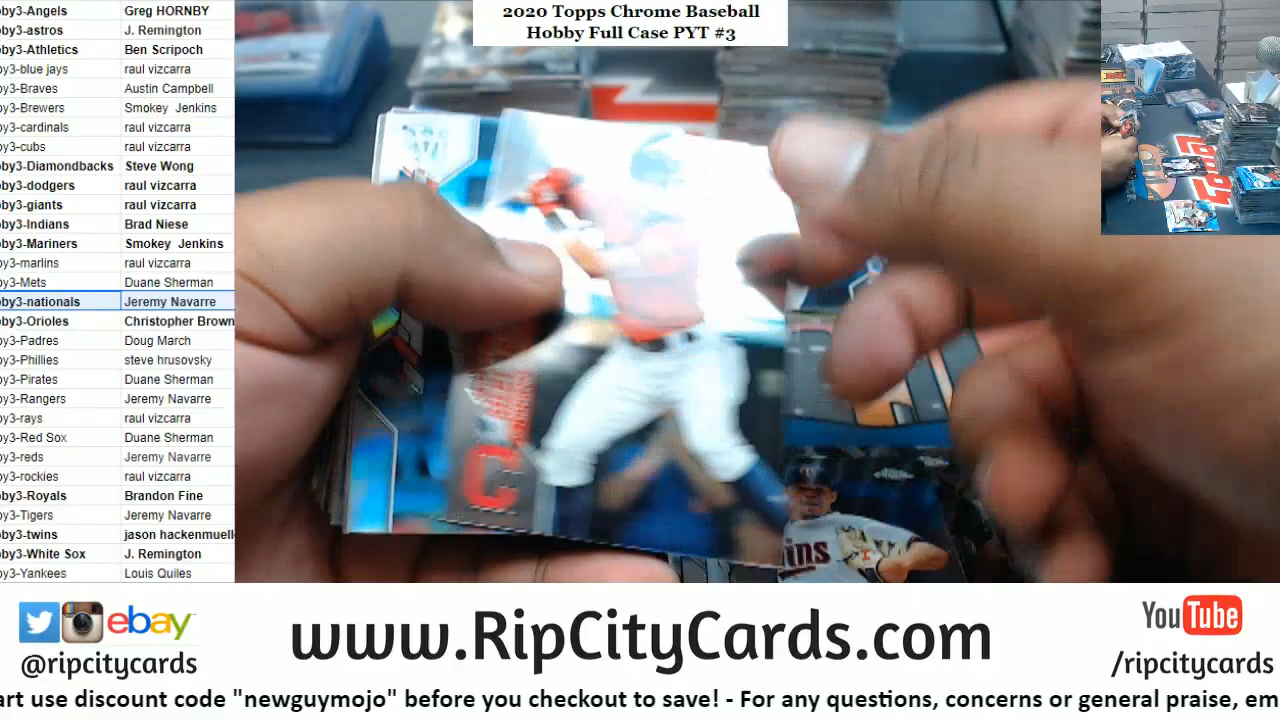 2020 Topps Chrome Baseball
Hobby Full Case PYT #3
by3-Angels Greg HORNBY
by3-astros J. Remington
by3-Athletics Ben Scripoch
by3-blue jays raul vizcarra
by3-Braves Austin Campbell
by3-Brewers Smokey Jenkins
by3-cardinals raul vizcarra
by3-cubs raul vizcarra
by3-Diamondbacks Steve Wong
by3-dodgers raul vizcarra
by3-giants raul vizcarra
by3-Indians Brad Niese
by3-Mariners Smokey Jenkins
by3-marlins raul vizcarra
by3-Mets Duane Sherman
by3-nationals Jeremy Navarre
by3-Orioles Christopher Brown
by3-Padres Doug March
by3-Phillies steve hrusovsky
by3-Pirates Duane Sherman
by3-Rangers Jeremy Navarre
by3-rays raul vizcarra
by3-Red Sox Duane Sherman
by3-reds Jeremy Navarre
by3-rockies raul vizcarra
by3-Royals Brandon Fine
by3-Tigers Jeremy Navarre
by3-twins jason hackenmuell
by3-White Sox J. Remington
by3-Yankees Louis Quiles
C
ins
ebay
@ripcitycards
www.RipCityCards.com
YouTube
/ripcitycards
art use discount code "newguymojo" before you checkout to save! - For any questions, concerns or general praise, em